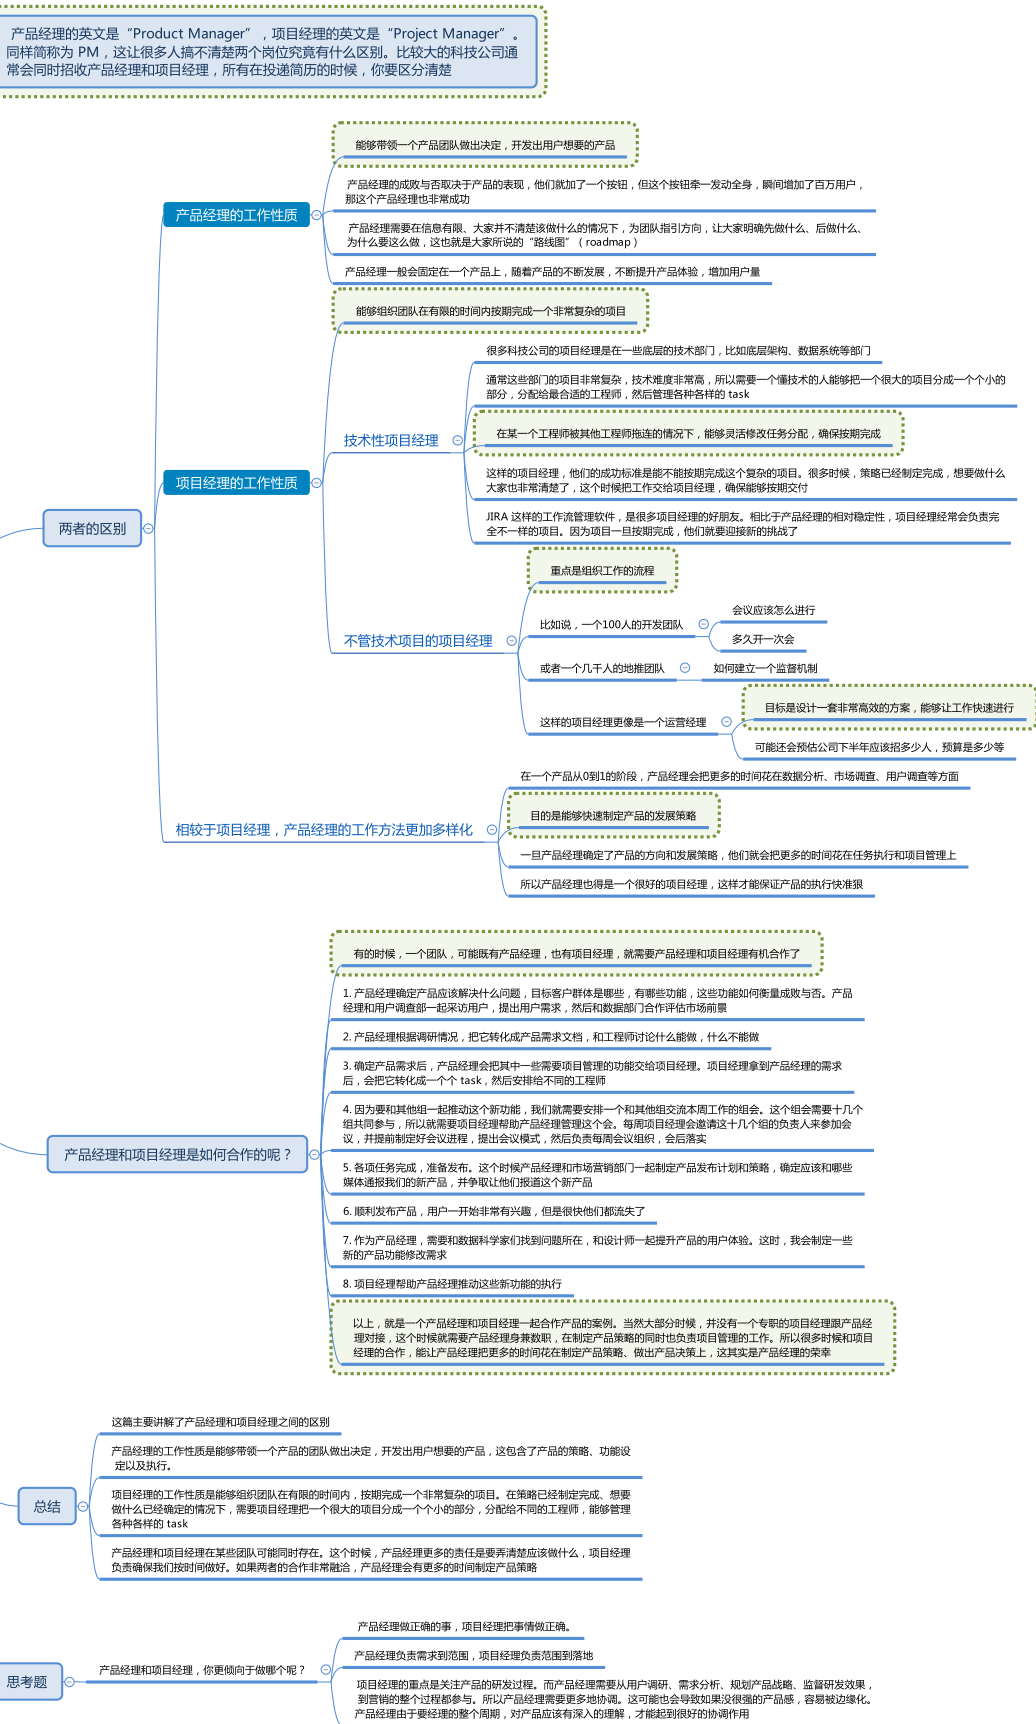 产品经理的英文是“Product Manager”，项目经理的英文是“Project Manager”。
同样简称为 PM，这让很多人搞不清楚两个岗位究竟有什么区别。比较大的科技公司通
常会同时招收产品经理和项目经理，所有在投递简历的时候，你要区分清楚
两者的区别
产品经理的工作性质
能够带领一个产品团队做出决定，开发出用户想要的产品
产品经理的成败与否取决于产品的表现，他们就加了一个按钮，但这个按钮牵一发动全身，瞬间增加了百万用户，
那这个产品经理也非常成功
产品经理需要在信息有限、大家并不清楚该做什么的情况下，为团队指引方向，让大家明确先做什么、后做什么、
为什么要这么做，这也就是大家所说的“路线图”（roadmap）
产品经理一般会固定在一个产品上，随着产品的不断发展，不断提升产品体验，增加用户量
项目经理的工作性质
能够组织团队在有限的时间内按期完成一个非常复杂的项目
技术性项目经理
很多科技公司的项目经理是在一些底层的技术部门，比如底层架构、数据系统等部门
通常这些部门的项目非常复杂，技术难度非常高，所以需要一个懂技术的人能够把一个很大的项目分成一个个小的
部分，分配给最合适的工程师，然后管理各种各样的 task
在某一个工程师被其他工程师拖连的情况下，能够灵活修改任务分配，确保按期完成
这样的项目经理，他们的成功标准是能不能按期完成这个复杂的项目。很多时候，策略已经制定完成，想要做什么
大家也非常清楚了，这个时候把工作交给项目经理，确保能够按期交付
JIRA 这样的工作流管理软件，是很多项目经理的好朋友。相比于产品经理的相对稳定性，项目经理经常会负责完
全不一样的项目。因为项目一旦按期完成，他们就要迎接新的挑战了
不管技术项目的项目经理
重点是组织工作的流程
比如说，一个100人的开发团队
会议应该怎么进行
多久开一次会
或者一个几千人的地推团队
如何建立一个监督机制
这样的项目经理更像是一个运营经理
目标是设计一套非常高效的方案，能够让工作快速进行
可能还会预估公司下半年应该招多少人，预算是多少等
相较于项目经理，产品经理的工作方法更加多样化
在一个产品从0到1的阶段，产品经理会把更多的时间花在数据分析、市场调查、用户调查等方面
目的是能够快速制定产品的发展策略
一旦产品经理确定了产品的方向和发展策略，他们就会把更多的时间花在任务执行和项目管理上
所以产品经理也得是一个很好的项目经理，这样才能保证产品的执行快准狠
产品经理和项目经理是如何合作的呢？
有的时候，一个团队，可能既有产品经理，也有项目经理，就需要产品经理和项目经理有机合作了
1. 产品经理确定产品应该解决什么问题，目标客户群体是哪些，有哪些功能，这些功能如何衡量成败与否。产品
经理和用户调查部一起采访用户，提出用户需求，然后和数据部门合作评估市场前景
2. 产品经理根据调研情况，把它转化成产品需求文档，和工程师讨论什么能做，什么不能做
3. 确定产品需求后，产品经理会把其中一些需要项目管理的功能交给项目经理。项目经理拿到产品经理的需求
后，会把它转化成一个个 task，然后安排给不同的工程师
4. 因为要和其他组一起推动这个新功能，我们就需要安排一个和其他组交流本周工作的组会。这个组会需要十几个
组共同参与，所以就需要项目经理帮助产品经理管理这个会。每周项目经理会邀请这十几个组的负责人来参加会
议，并提前制定好会议进程，提出会议模式，然后负责每周会议组织，会后落实
5. 各项任务完成，准备发布。这个时候产品经理和市场营销部门一起制定产品发布计划和策略，确定应该和哪些
媒体通报我们的新产品，并争取让他们报道这个新产品
6. 顺利发布产品，用户一开始非常有兴趣，但是很快他们都流失了
7. 作为产品经理，需要和数据科学家们找到问题所在，和设计师一起提升产品的用户体验。这时，我会制定一些
新的产品功能修改需求
8. 项目经理帮助产品经理推动这些新功能的执行
以上，就是一个产品经理和项目经理一起合作产品的案例。当然大部分时候，并没有一个专职的项目经理跟产品经
理对接，这个时候就需要产品经理身兼数职，在制定产品策略的同时也负责项目管理的工作。所以很多时候和项目
经理的合作，能让产品经理把更多的时间花在制定产品策略、做出产品决策上，这其实是产品经理的荣幸
总结
这篇主要讲解了产品经理和项目经理之间的区别
产品经理的工作性质是能够带领一个产品的团队做出决定，开发出用户想要的产品，这包含了产品的策略、功能设
定以及执行。
项目经理的工作性质是能够组织团队在有限的时间内，按期完成一个非常复杂的项目。在策略已经制定完成、想要
做什么已经确定的情况下，需要项目经理把一个很大的项目分成一个个小的部分，分配给不同的工程师，能够管理
各种各样的 task
产品经理和项目经理在某些团队可能同时存在。这个时候，产品经理更多的责任是要弄清楚应该做什么，项目经理
负责确保我们按时间做好。如果两者的合作非常融洽，产品经理会有更多的时间制定产品策略
思考题
产品经理和项目经理，你更倾向于做哪个呢？
产品经理做正确的事，项目经理把事情做正确。
产品经理负责需求到范围，项目经理负责范围到落地
项目经理的重点是关注产品的研发过程。而产品经理需要从用户调研、需求分析、规划产品战略、监督研发效果，
到营销的整个过程都参与。所以产品经理需要更多地协调。这可能也会导致如果没很强的产品感，容易被边缘化。
产品经理由于要经理的整个周期，对产品应该有深入的理解，才能起到很好的协调作用